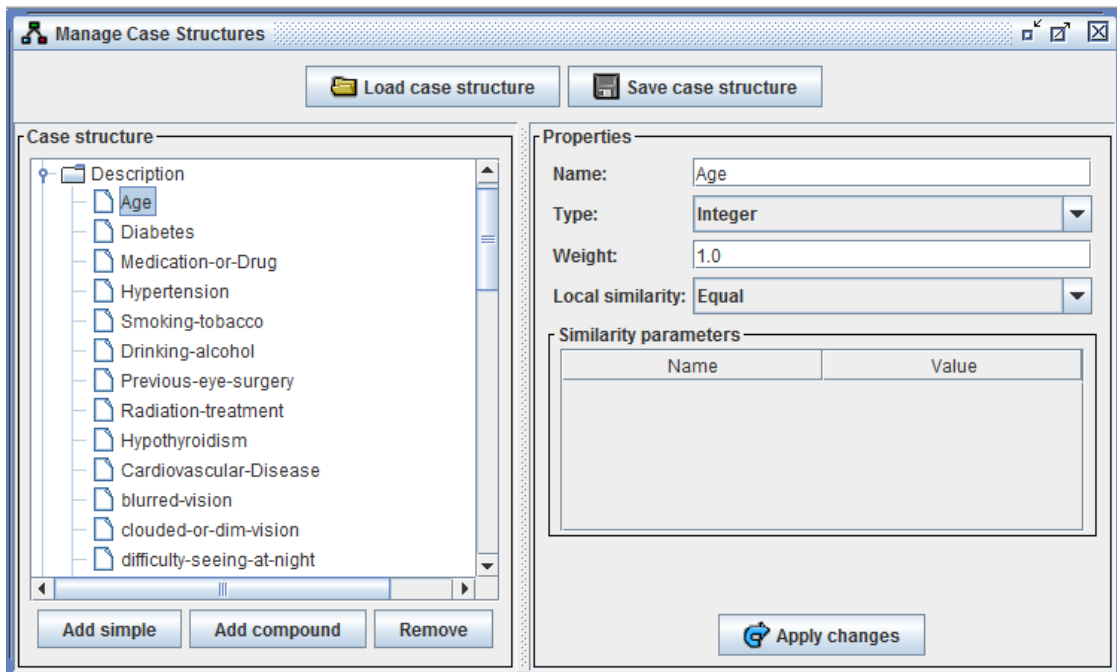 Manage Case Structures
Load case structure
Save case structure
Case structure
Description
Age
Diabetes
Medication-or-Drug
Hypertension
Smoking-tobacco
Drinking-alcohol
Previous-eye-surgery
Radiation-treatment
Hypothyroidism
Cardiovascular-Disease
blurred-vision
clouded-or-dim-vision
difficulty-seeing-at-night
Add simple
Add compound
Remove
Properties
Name: Age
Type: Integer
Weight: 1.0
Local similarity: Equal
Similarity parameters
Name Value
Apply changes